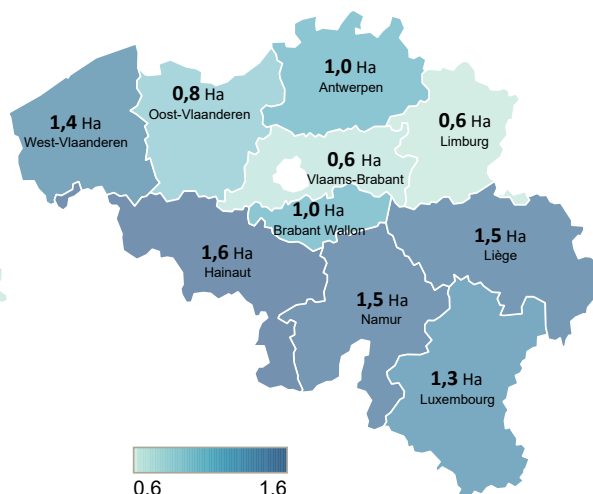 1,0 Ha
Antwerpen
0,8 Ha
Oost-Vlaanderen
1,4 Ha
West-Vlaanderen
0,6 Ha
Limburg
0,6 Ha
Vlaams-Brabant
1,0 Ha
Brabant Wallon
1,6 Ha
Hainaut
1,5 Ha
Liège
1,5 Ha
Namur
1,3 Ha
Luxembourg
0.6 1.6